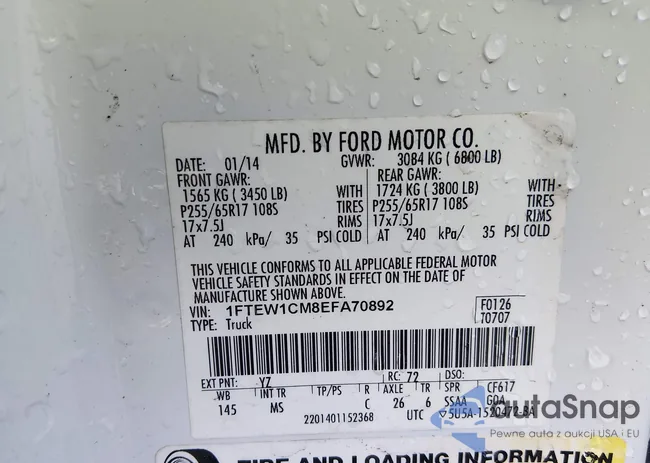 MFD. BY FORD MOTOR CO.
DATE: 01/14 GVWR: 3084 KG ( 6800 LB)
FRONT GAWR: REAR GAWR:
1565 KG ( 3450 LB) WITH 1724 KG ( 3800 LB) WITH
P255/65R17 108S TIRES P255/65R17 108S TIRES
17x7.5J RIMS 17x7.5J RIMS
AT 240 kPa/ 35 PSI COLD AT 240 kPa/ 35 PSI COLD
THIS VEHICLE CONFORMS TO ALL APPLICABLE FEDERAL MOTOR
VEHICLE SAFETY STANDARDS IN EFFECT ON THE DATE OF
MANUFACTURE SHOWN ABOVE.
VIN: 1FTEW1CM8EFA70892 F0126
TYPE: Truck T0707
EXT PNT: YZ RC: 72 DSO:
WB INT TR TP/PS R AXLE TR SPR CF617
145 MS C 26 6 SSAA GOA
2201401152368 UTC ▽5U5A-1520472-BA
AutaSnap
Pewne auta z aukcji USA i EU
TIRE AND LOADING INFORMATION